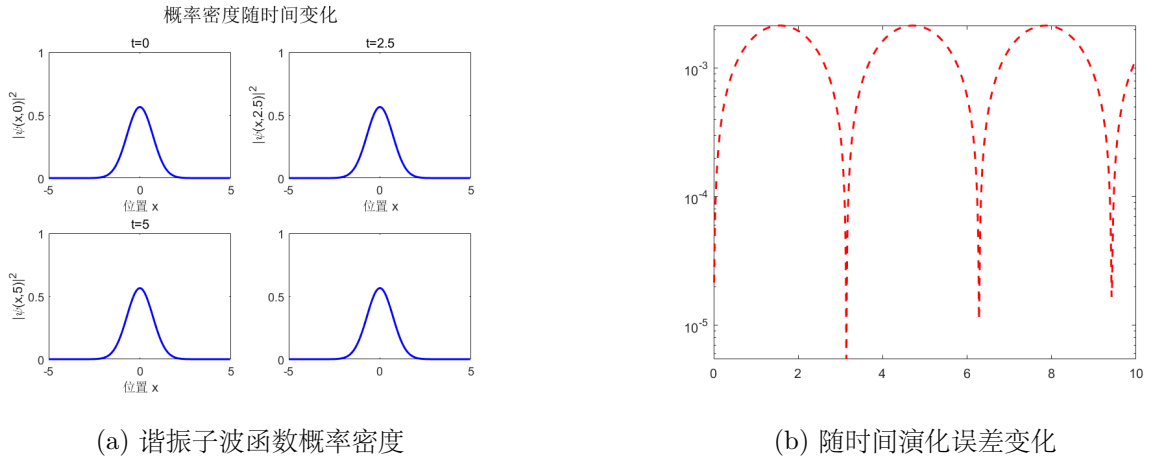 概率密度随时间变化
t=0
1
0.5
0
|ψ(x,0)|²
-5 0 5
位置 x
t=2.5
1
0.5
0
|ψ(x,2.5)|²
-5 0 5
位置 x
t=5
1
0.5
0
|ψ(x,5)|²
-5 0 5
位置 x
1
0.5
0
-5 0 5
10⁻³
10⁻⁴
10⁻⁵
0 2 4 6 8 10
(a) 谐振子波函数概率密度
(b) 随时间演化误差变化